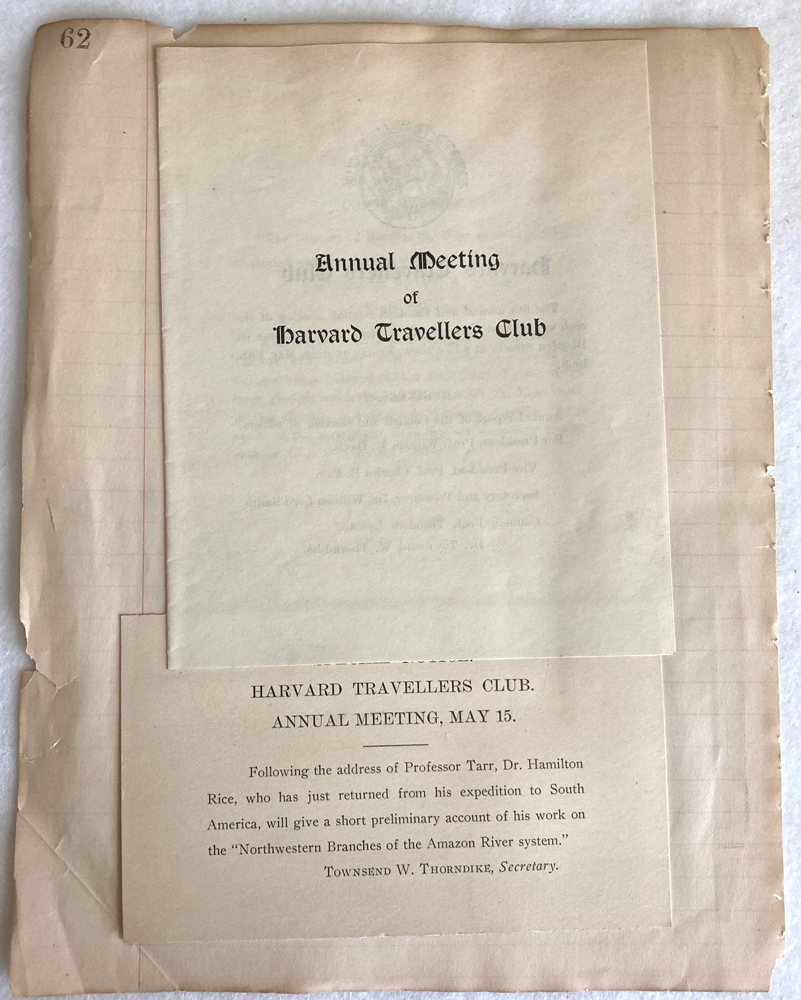 62
Annual Meeting
of
Harvard Travellers Club
HARVARD TRAVELLERS CLUB.
ANNUAL MEETING, MAY 15.
Following the address of Professor Tarr, Dr. Hamilton
Rice, who has just returned from his expedition to South
America, will give a short preliminary account of his work on
the “Northwestern Branches of the Amazon River system.”
TOWNSEND W. THORNDIKE, Secretary.